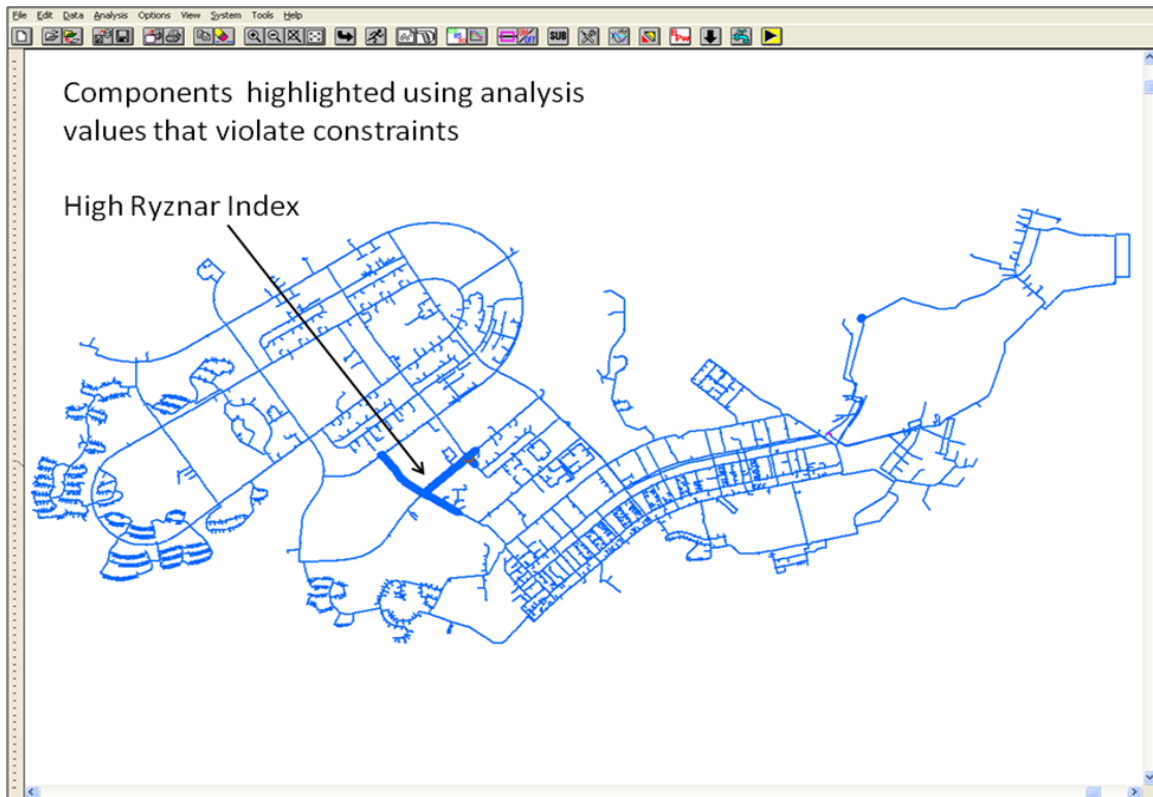 File Edit Data Analysis Options View System Tools Help
SUB
Components highlighted using analysis
values that violate constraints
High Ryznar Index